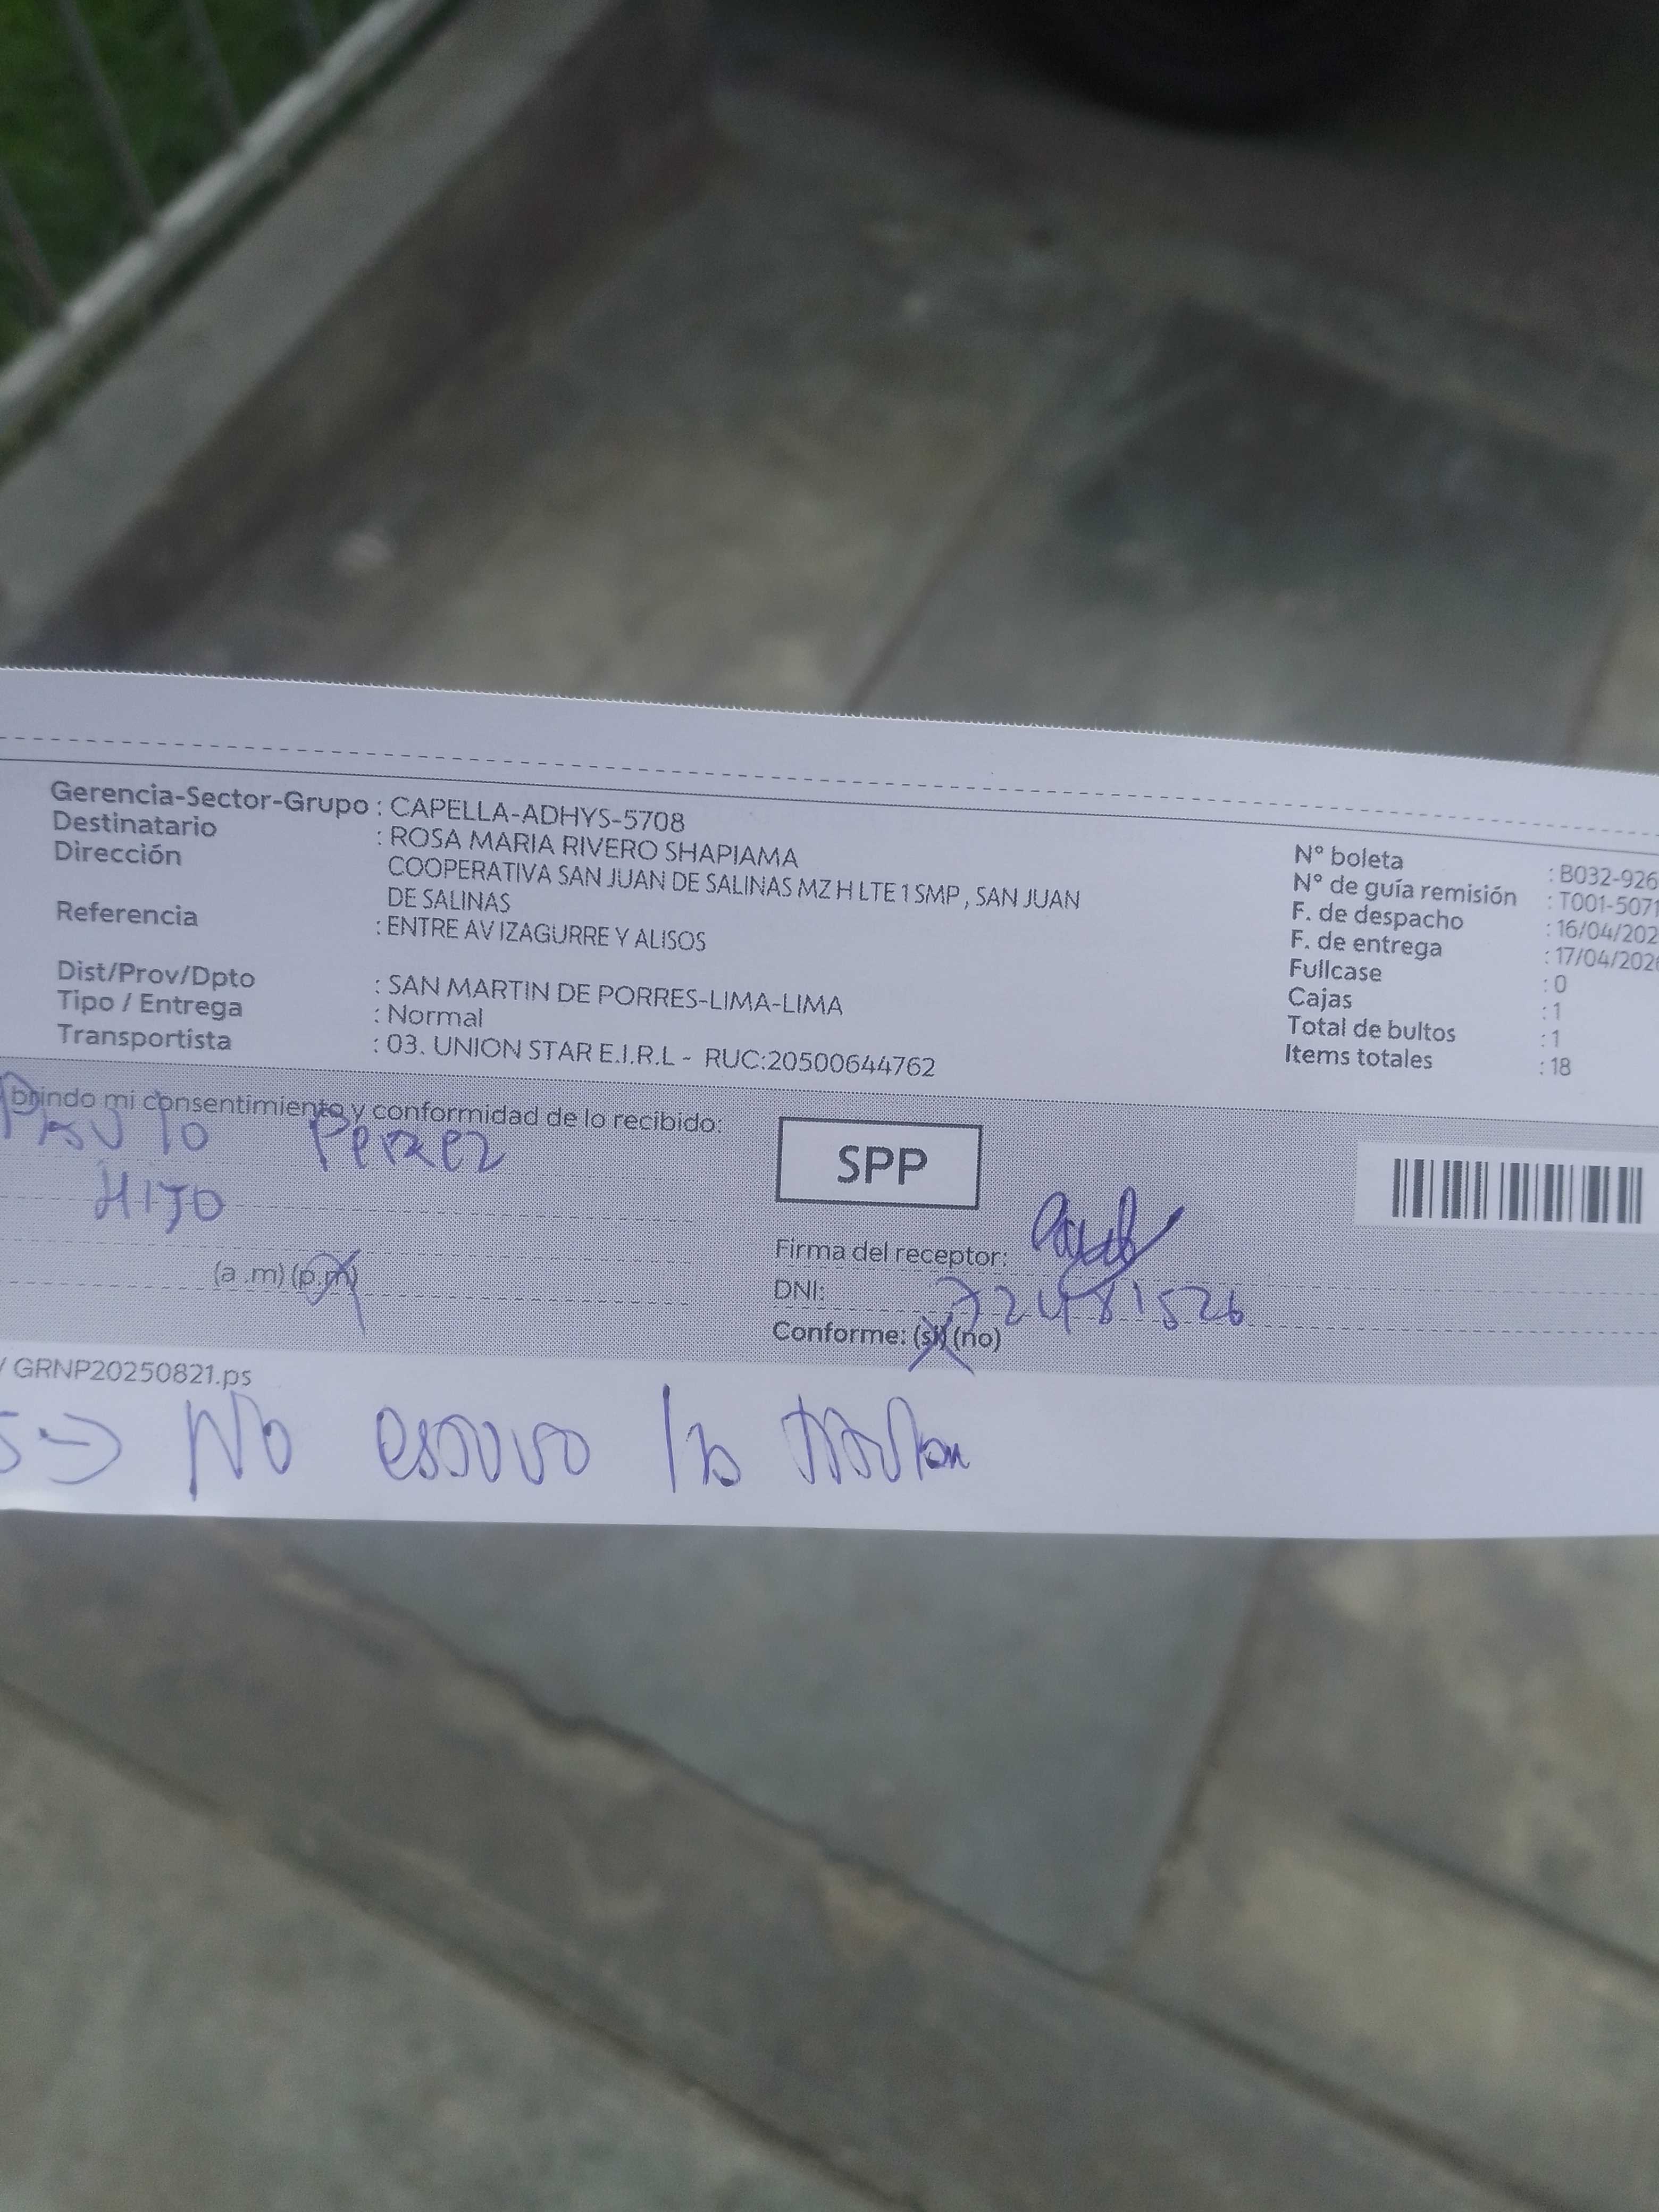 Gerencia-Sector-Grupo : CAPELLA-ADHYS-5708
Destinatario : ROSA MARIA RIVERO SHAPIAMA
Dirección COOPERATIVA SAN JUAN DE SALINAS MZ H LTE 1 SMP , SAN JUAN
DE SALINAS
Referencia : ENTRE AV IZAGURRE Y ALISOS
Dist/Prov/Dpto : SAN MARTIN DE PORRES-LIMA-LIMA
Tipo / Entrega : Normal
Transportista : 03. UNION STAR E.I.R.L - RUC:20500644762
N° boleta : B032-926
N° de guía remisión : T001-5071
F. de despacho : 16/04/202
F. de entrega : 17/04/202
Fullcase : 0
Cajas : 1
Total de bultos : 1
Items totales : 18
brindo mi consentimiento y conformidad de lo recibido:
Perez
HIJO
(a.m) (p.m)
SPP
Firma del receptor:
DNI: 72481526
Conforme: (si) (no)
/ GRNP20250821.ps
No estuvo la